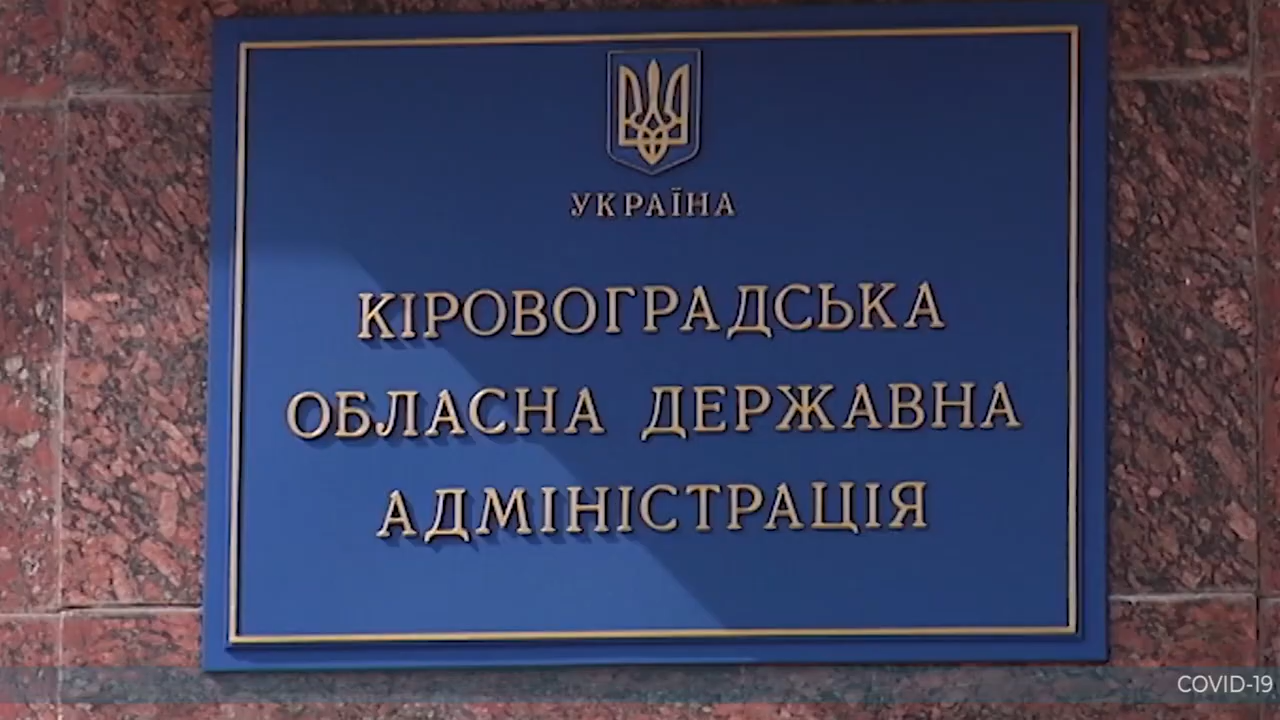 УКРАЇНА
КІРОВОГРАДСЬКА
ОБЛАСНА ДЕРЖАВНА
АДМІНІСТРАЦІЯ
COVID-19